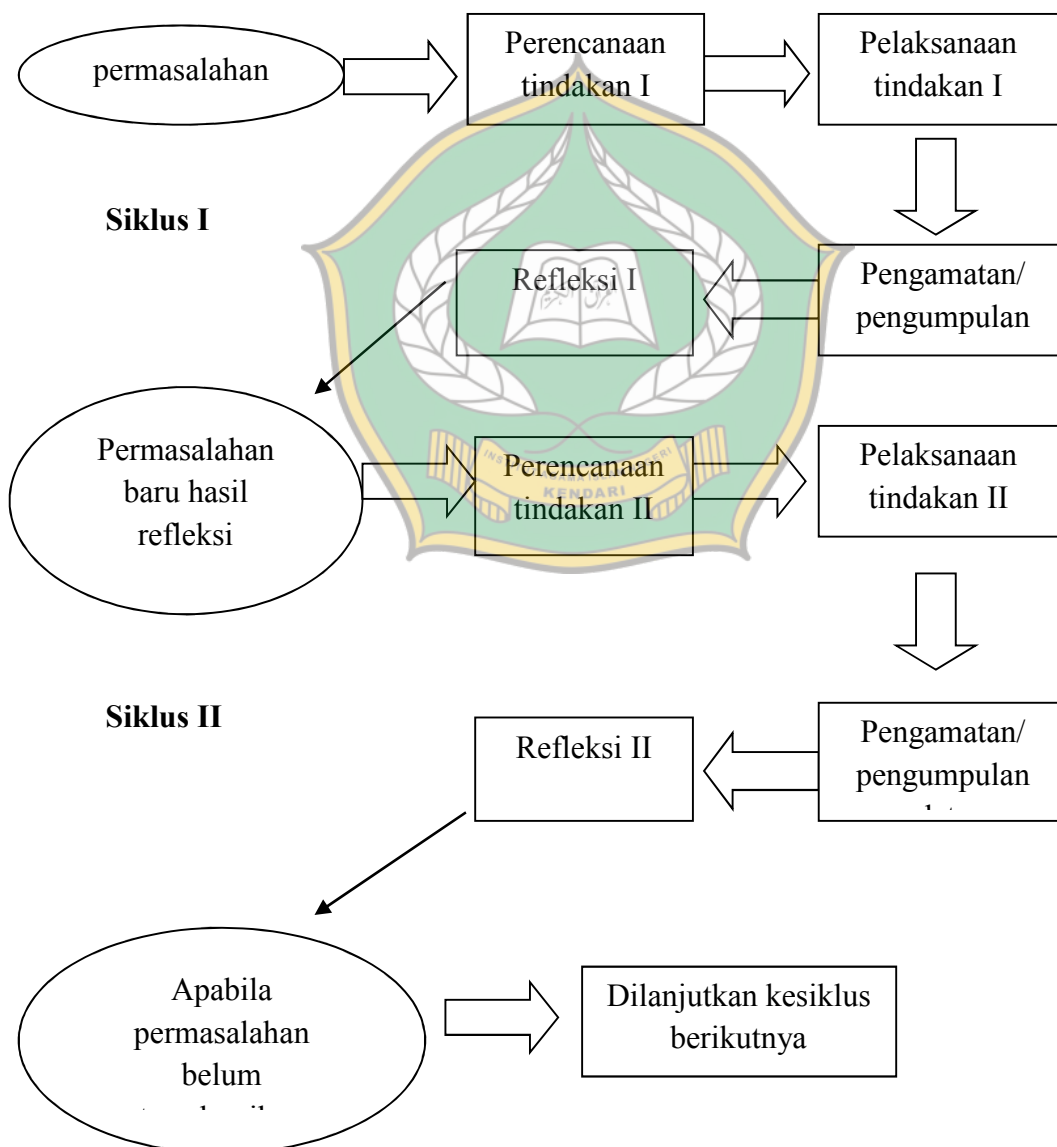 permasalahan
Perencanaan
tindakan I
Pelaksanaan
tindakan I
Siklus I
Pengamatan/
pengumpulan
Refleksi I
Permasalahan
baru hasil
refleksi
Perencanaan
tindakan II
KENDARI
Pelaksanaan
tindakan II
Siklus II
Pengamatan/
pengumpulan
Refleksi II
Apabila
permasalahan
belum
Dilanjutkan kesiklus
berikutnya